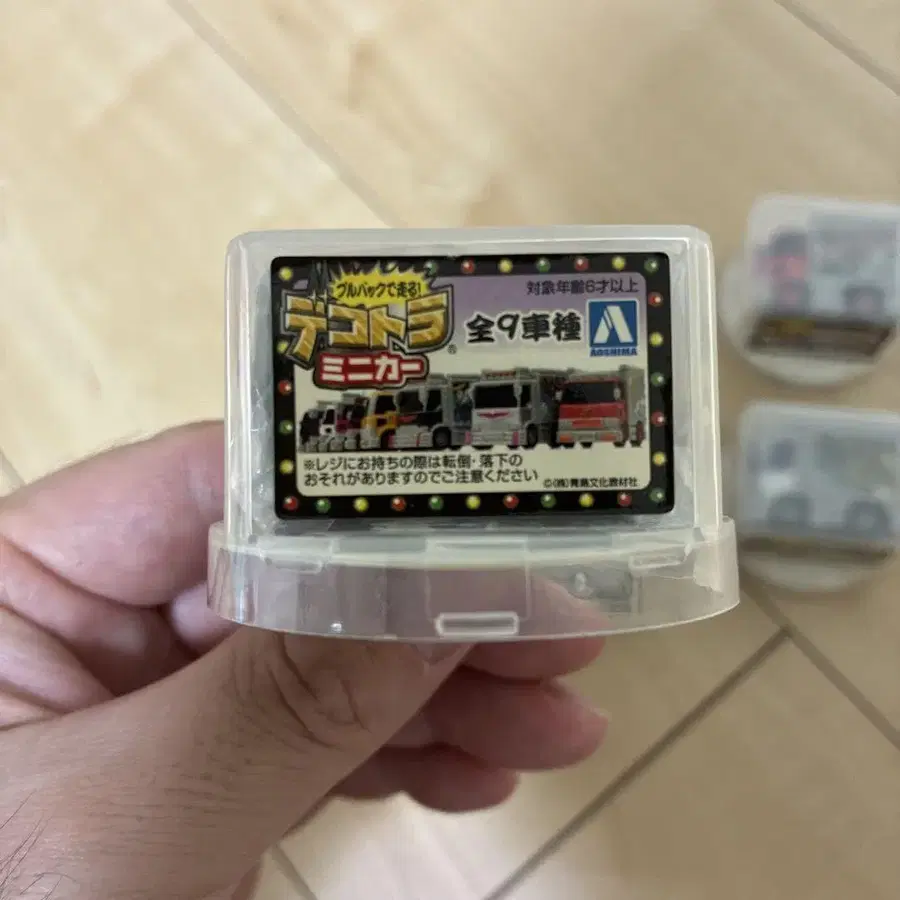 プルバックで走る!
対象年齢6才以上
デコトラ®
全9車種
AOSHIMA
ミニカー
※レジにお持ちの際は転倒・落下の
おそれがありますのでご注意ください
©(株)青島文化教材社